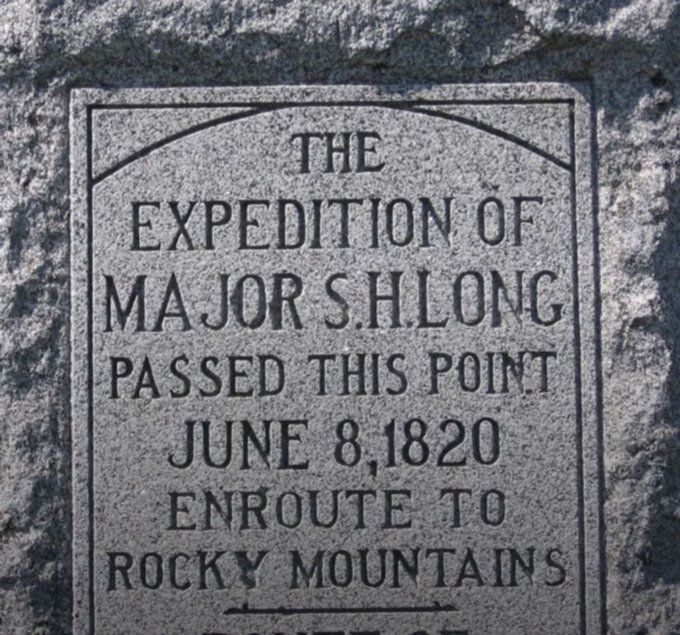 THE
EXPEDITION OF
MAJOR S.H.LONG
PASSED THIS POINT
JUNE 8,1820
ENROUTE TO
ROCKY MOUNTAINS